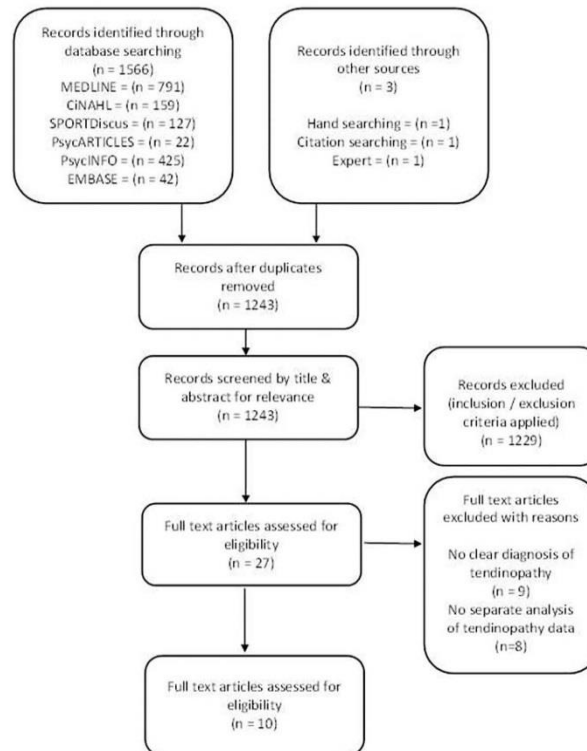 Records identified through
database searching
(n = 1566)
MEDLINE = (n = 791)
CiNAHL = (n = 159)
SPORTDiscus = (n = 127)
PsycARTICLES = (n = 22)
PsycINFO = (n = 425)
EMBASE = (n = 42)
Records identified through
other sources
(n = 3)
Hand searching = (n =1)
Citation searching = (n = 1)
Expert = (n = 1)
Records after duplicates
removed
(n = 1243)
Records screened by title &
abstract for relevance
(n = 1243)
Records excluded
(inclusion / exclusion
criteria applied)
(n = 1229)
Full text articles assessed for
eligibility
(n = 27)
Full text articles
excluded with reasons
No clear diagnosis of
tendinopathy
(n = 9)
No separate analysis
of tendinopathy data
(n=8)
Full text articles assessed for
eligibility
(n = 10)